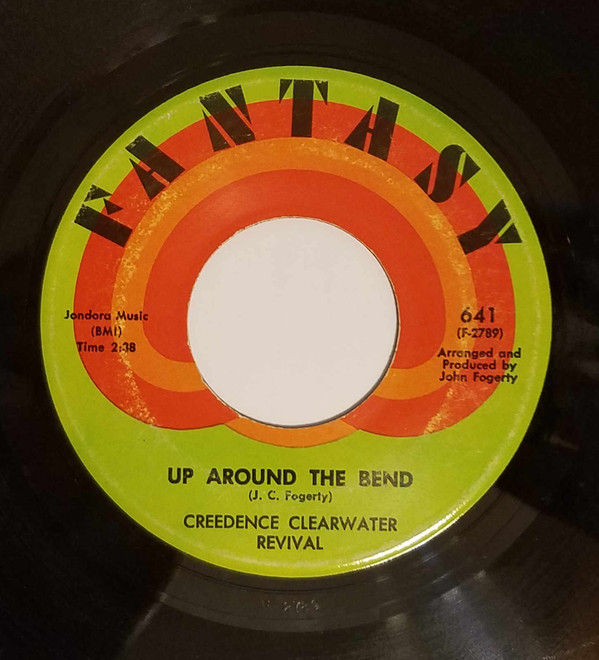 FANTASY
Jondora Music
(BMI)
Time 2:38
641
(F-2789)
Arranged and
Produced by
John Fogerty
UP AROUND THE BEND
(J. C. Fogerty)
CREEDENCE CLEARWATER
REVIVAL